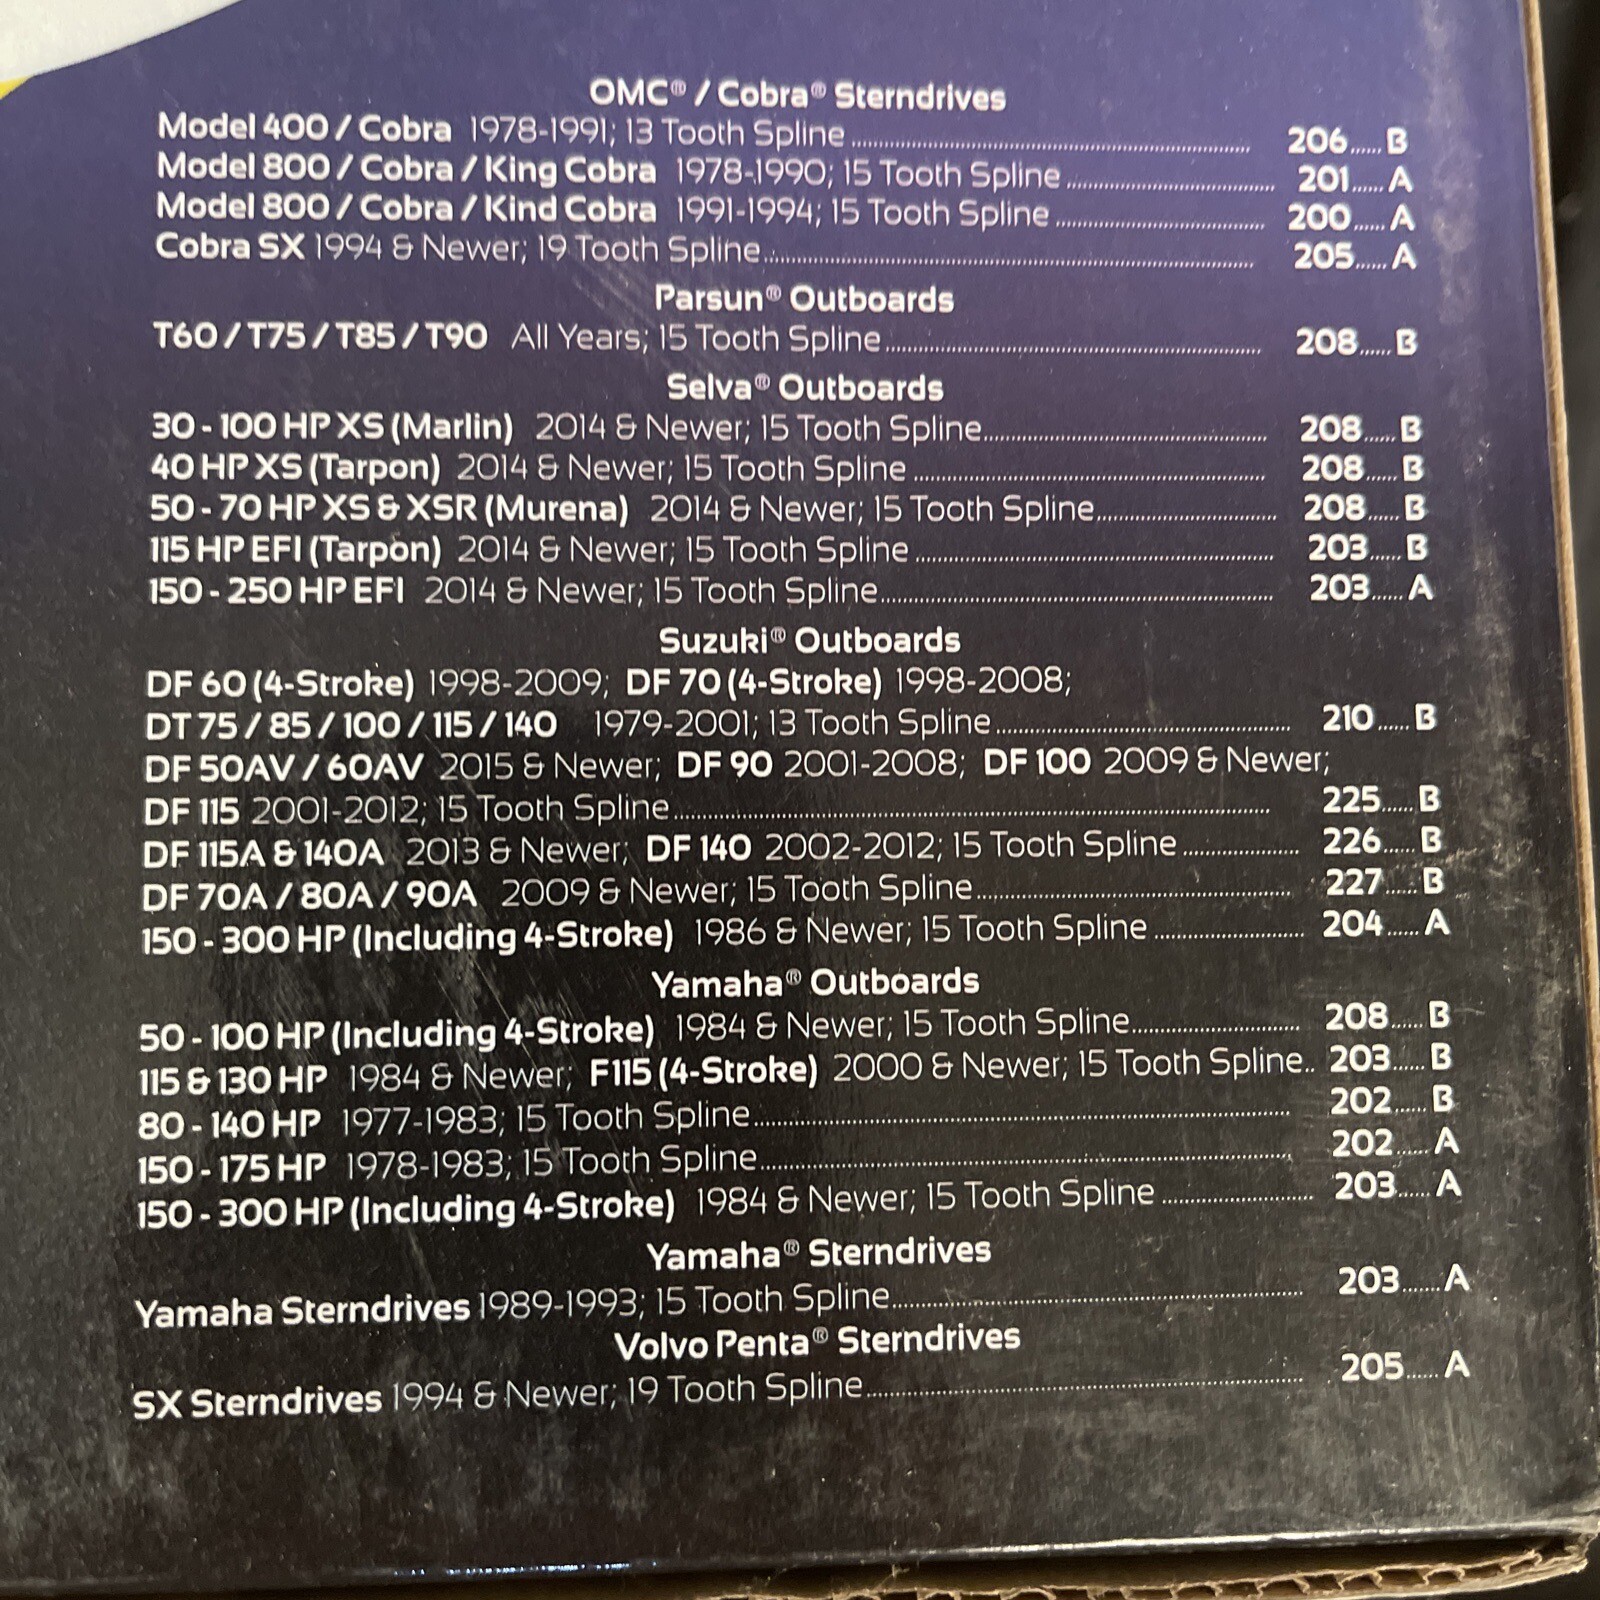 OMC® / Cobra® Sterndrives
Model 400 / Cobra 1978-1991; 13 Tooth Spline 206 B
Model 800 / Cobra / King Cobra 1978-1990; 15 Tooth Spline 201 A
Model 800 / Cobra / Kind Cobra 1991-1994; 15 Tooth Spline 200 A
Cobra SX 1994 & Newer; 19 Tooth Spline 205 A
Parsun® Outboards
T60 / T75 / T85 / T90 All Years; 15 Tooth Spline 208 B
Selva® Outboards
30 - 100 HP XS (Marlin) 2014 & Newer; 15 Tooth Spline 208 B
40 HP XS (Tarpon) 2014 & Newer; 15 Tooth Spline 208 B
50 - 70 HP XS & XSR (Murena) 2014 & Newer; 15 Tooth Spline 208 B
115 HP EFI (Tarpon) 2014 & Newer; 15 Tooth Spline 203 B
150 - 250 HP EFI 2014 & Newer; 15 Tooth Spline 203 A
Suzuki® Outboards
DF 60 (4-Stroke) 1998-2009; DF 70 (4-Stroke) 1998-2008;
DT 75 / 85 / 100 / 115 / 140 1979-2001; 13 Tooth Spline 210 B
DF 50AV / 60AV 2015 & Newer; DF 90 2001-2008; DF 100 2009 & Newer;
DF 115 2001-2012; 15 Tooth Spline 225 B
DF 115A & 140A 2013 & Newer; DF 140 2002-2012; 15 Tooth Spline 226 B
DF 70A / 80A / 90A 2009 & Newer; 15 Tooth Spline 227 B
150 - 300 HP (Including 4-Stroke) 1986 & Newer; 15 Tooth Spline 204 A
Yamaha® Outboards
50 - 100 HP (Including 4-Stroke) 1984 & Newer; 15 Tooth Spline 208 B
115 & 130 HP 1984 & Newer; F115 (4-Stroke) 2000 & Newer; 15 Tooth Spline 203 B
80 - 140 HP 1977-1983; 15 Tooth Spline 202 B
150 - 175 HP 1978-1983; 15 Tooth Spline 202 A
150 - 300 HP (Including 4-Stroke) 1984 & Newer; 15 Tooth Spline 203 A
Yamaha® Sterndrives
Yamaha Sterndrives 1989-1993; 15 Tooth Spline 203 A
Volvo Penta® Sterndrives
SX Sterndrives 1994 & Newer; 19 Tooth Spline 205 A